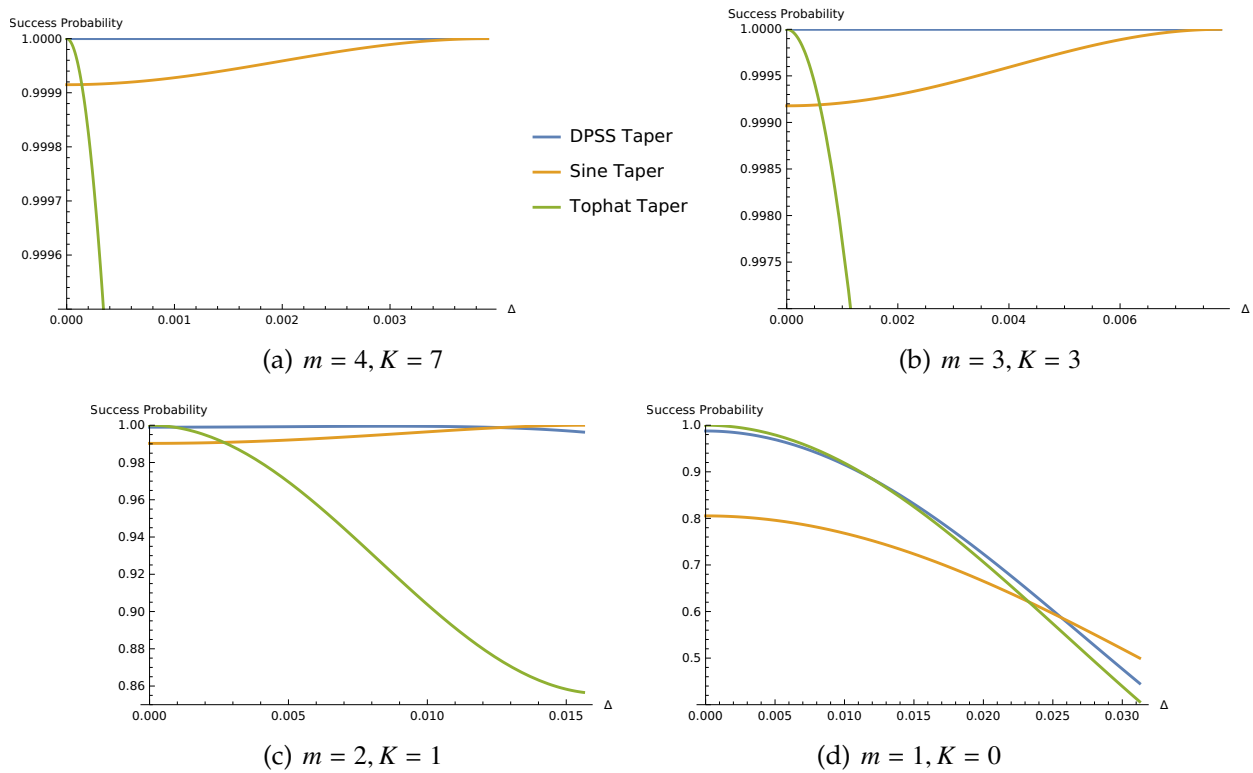 Success Probability
1.0000
0.9999
0.9998
0.9997
0.9996
0.000 0.001 0.002 0.003 Δ
(a) m = 4, K = 7
DPSS Taper
Sine Taper
Tophat Taper
Success Probability
1.0000
0.9995
0.9990
0.9985
0.9980
0.9975
0.000 0.002 0.004 0.006 Δ
(b) m = 3, K = 3
Success Probability
1.00
0.98
0.96
0.94
0.92
0.90
0.88
0.86
0.000 0.005 0.010 0.015 Δ
(c) m = 2, K = 1
Success Probability
1.0
0.9
0.8
0.7
0.6
0.5
0.000 0.005 0.010 0.015 0.020 0.025 0.030 Δ
(d) m = 1, K = 0